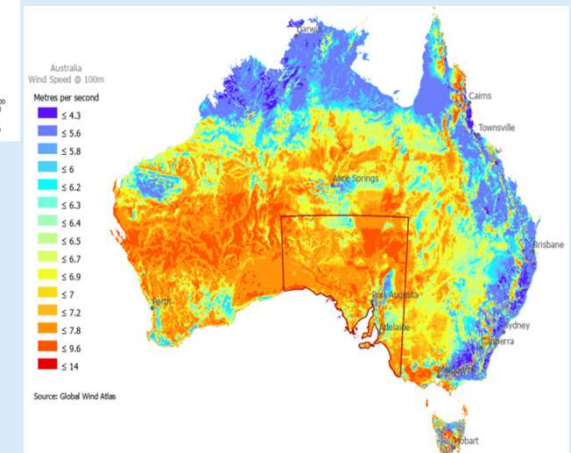 Australia
Wind Speed @ 100m
Metres per second
≤ 4.3
≤ 5.6
≤ 5.8
≤ 6
≤ 6.2
≤ 6.3
≤ 6.4
≤ 6.5
≤ 6.7
≤ 6.9
≤ 7
≤ 7.2
≤ 7.8
≤ 9.6
≤ 14
Source: Global Wind Atlas
Darwin
Cairns
Townsville
Alice Springs
Brisbane
Perth
Port Augusta
Adelaide
Sydney
Canberra
Hobart